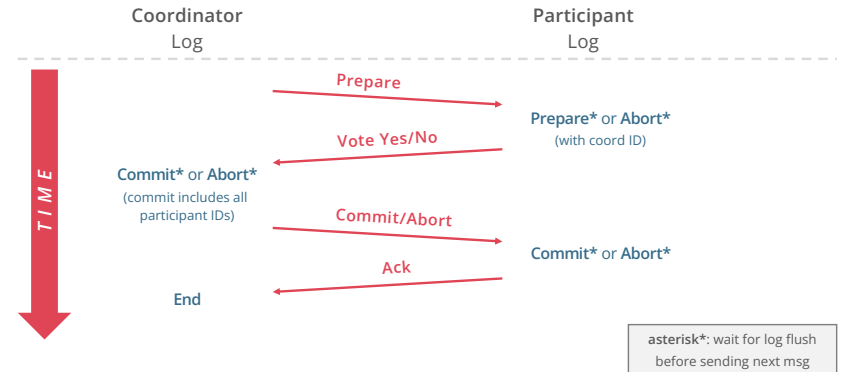 Coordinator
Log
Participant
Log
Prepare
Prepare* or Abort*
(with coord ID)
Vote Yes/No
Commit* or Abort*
(commit includes all
participant IDs)
TIME
Commit/Abort
Commit* or Abort*
Ack
End
asterisk*: wait for log flush
before sending next msg